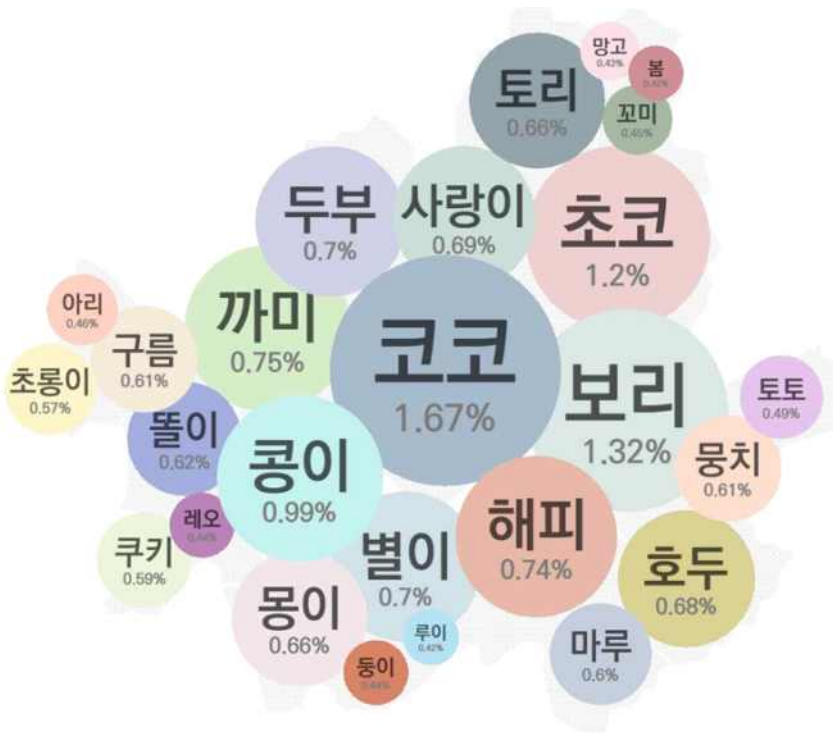 망고
0.43%
봄
토리
0.66%
꼬미
0.45%
두부
0.7%
사랑이
0.69%
초코
1.2%
아리
0.46%
까미
0.75%
코코
1.67%
구름
0.61%
초롱이
0.57%
보리
1.32%
토토
0.49%
똘이
0.62%
콩이
0.99%
뭉치
0.61%
레오
해피
0.74%
쿠키
0.59%
별이
0.7%
호두
0.68%
몽이
0.66%
루이
0.42%
마루
0.6%
둥이
0.44%